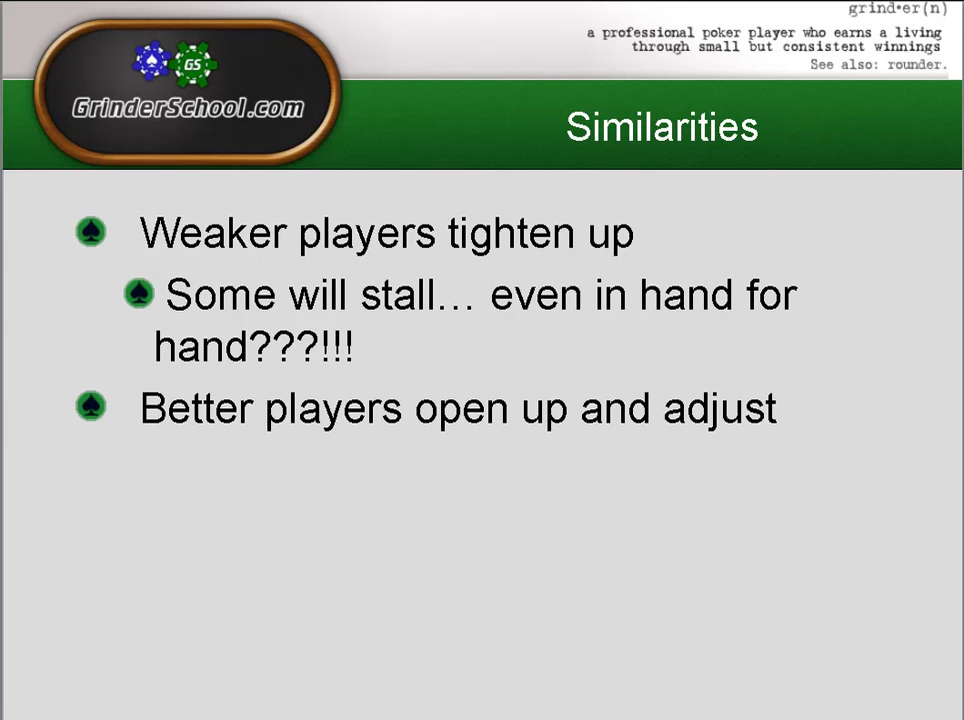 grind•er(n)
a professional poker player who earns a living
through small but consistent winnings
See also: rounder.
GS
GrinderSchool.com
Similarities
Weaker players tighten up
Some will stall… even in hand for
hand???!!!
Better players open up and adjust